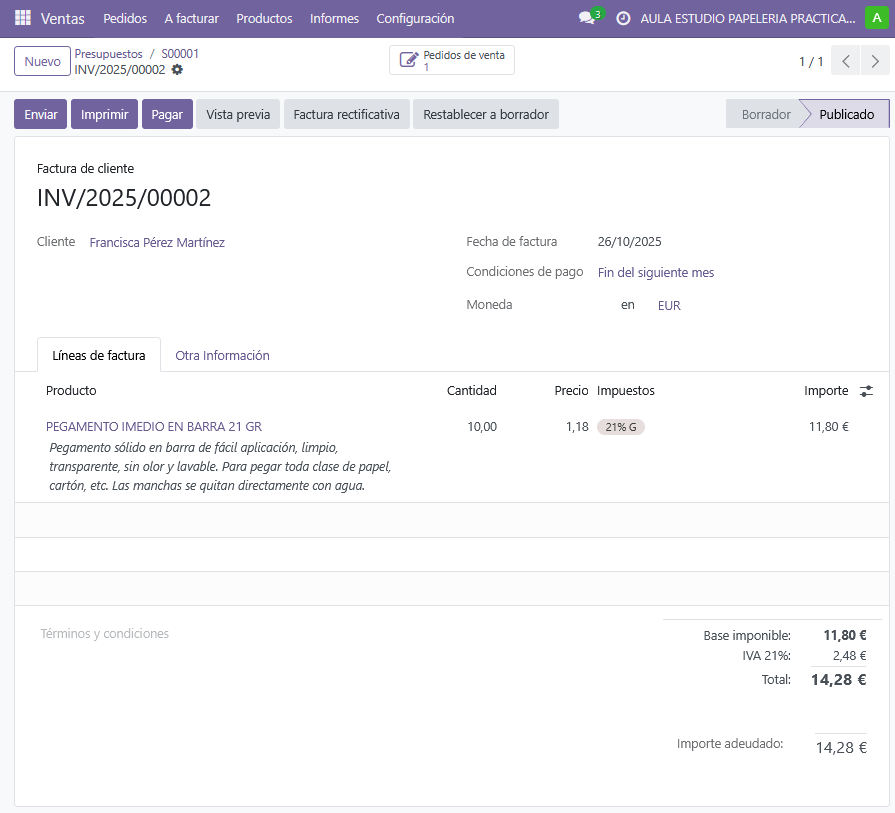 Ventas Pedidos A facturar Productos Informes Configuración 3 AULA ESTUDIO PAPELERIA PRACTICA... A
Nuevo Presupuestos / S00001
INV/2025/00002
Pedidos de venta
1
1 / 1
Enviar Imprimir Pagar Vista previa Factura rectificativa Restablecer a borrador Borrador Publicado
Factura de cliente
INV/2025/00002
Cliente Francisca Pérez Martínez
Fecha de factura 26/10/2025
Condiciones de pago Fin del siguiente mes
Moneda en EUR
Líneas de factura Otra Información
Producto Cantidad Precio Impuestos Importe
PEGAMENTO IMEDIO EN BARRA 21 GR 10,00 1,18 21% G 11,80 €
Pegamento sólido en barra de fácil aplicación, limpio,
transparente, sin olor y lavable. Para pegar toda clase de papel,
cartón, etc. Las manchas se quitan directamente con agua.
Términos y condiciones
Base imponible: 11,80 €
IVA 21%: 2,48 €
Total: 14,28 €
Importe adeudado: 14,28 €